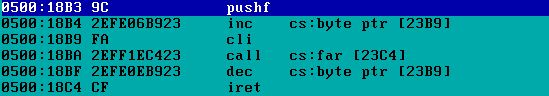 0500:18B3 9C pushf
0500:18B4 2EFE06B923 inc cs:byte ptr [23B9]
0500:18B9 FA cli
0500:18BA 2EFF1EC423 call cs:far [23C4]
0500:18BF 2EFE0EB923 dec cs:byte ptr [23B9]
0500:18C4 CF iret